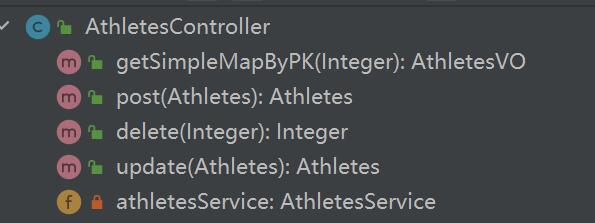 AthletesController
getSimpleMapByPK(Integer): AthletesVO
post(Athletes): Athletes
delete(Integer): Integer
update(Athletes): Athletes
athletesService: AthletesService